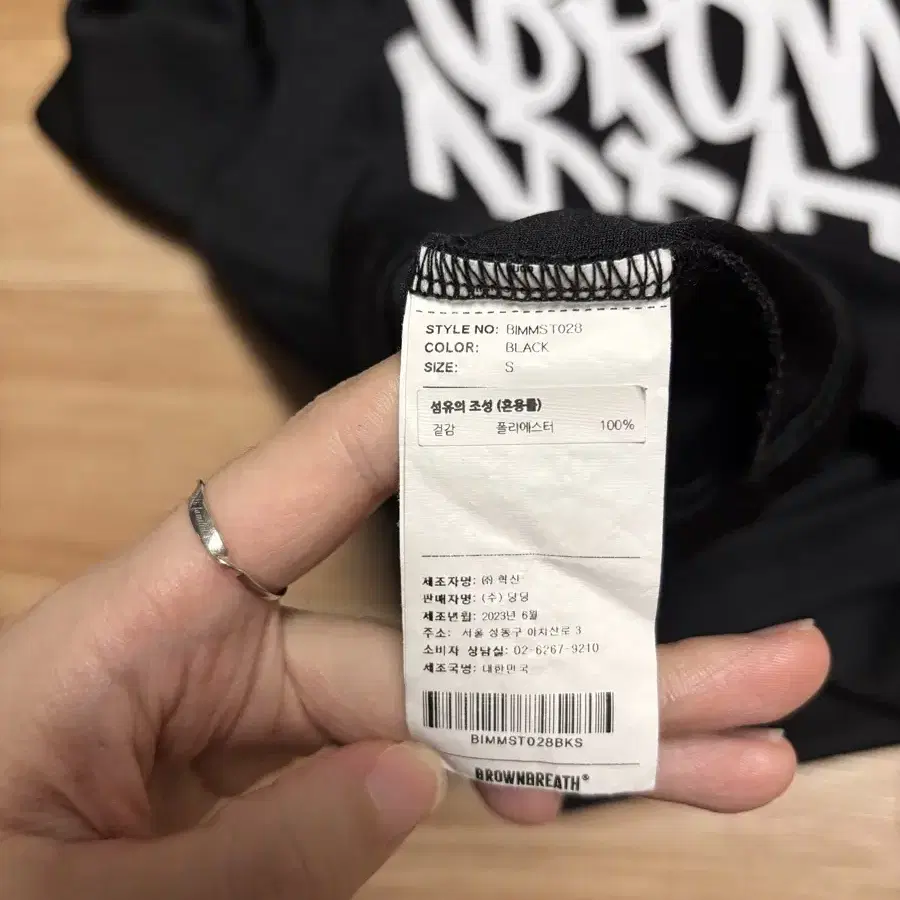 BROW
STYLE NO: BIMMST028
COLOR: BLACK
SIZE: S
섬유의 조성 (혼용률)
겉감 폴리에스터 100%
제조자명: ㈜ 혁신
판매자명: (주) 당당
제조년월: 2023년 6월
주소: 서울 성동구 아차산로 3
소비자 상담실: 02-6267-9210
제조국명: 대한민국
BIMMST028BKS
BROWNBREATH®